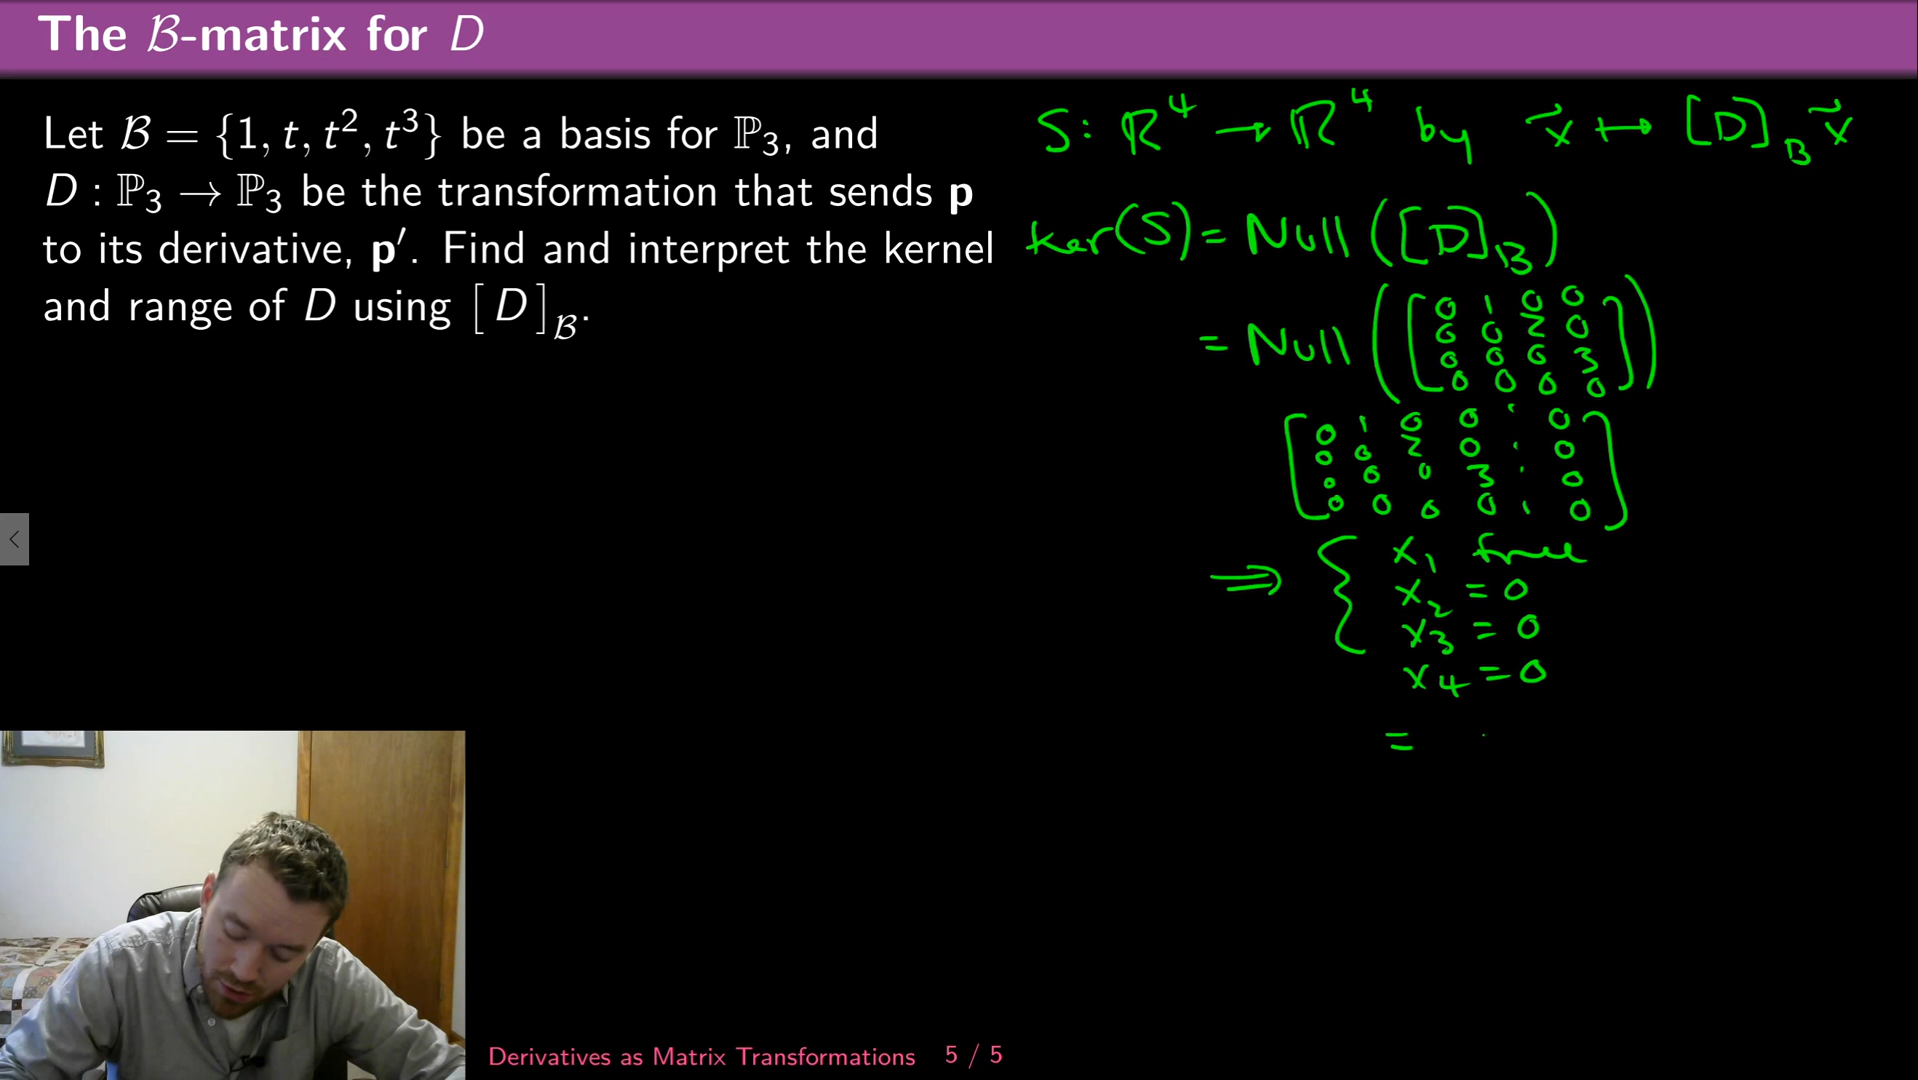 The ℬ-matrix for D
Let ℬ = {1, t, t², t³} be a basis for ℙ₃, and
D : ℙ₃ → ℙ₃ be the transformation that sends p
to its derivative, p′. Find and interpret the kernel
and range of D using [D]_ℬ.
S: ℝ⁴ → ℝ⁴ by x⃗ ↦ [D]_B x⃗
ker(S) = Null([D]_B)
= Null([
0 1 0 0
0 0 2 0
0 0 0 3
0 0 0 0
])
[
0 1 0 0 ⋮ 0
0 0 2 0 ⋮ 0
0 0 0 3 ⋮ 0
0 0 0 0 ⋮ 0
]
⟹ { x₁ free
x₂ = 0
x₃ = 0
x₄ = 0
=
<
Derivatives as Matrix Transformations 5 / 5